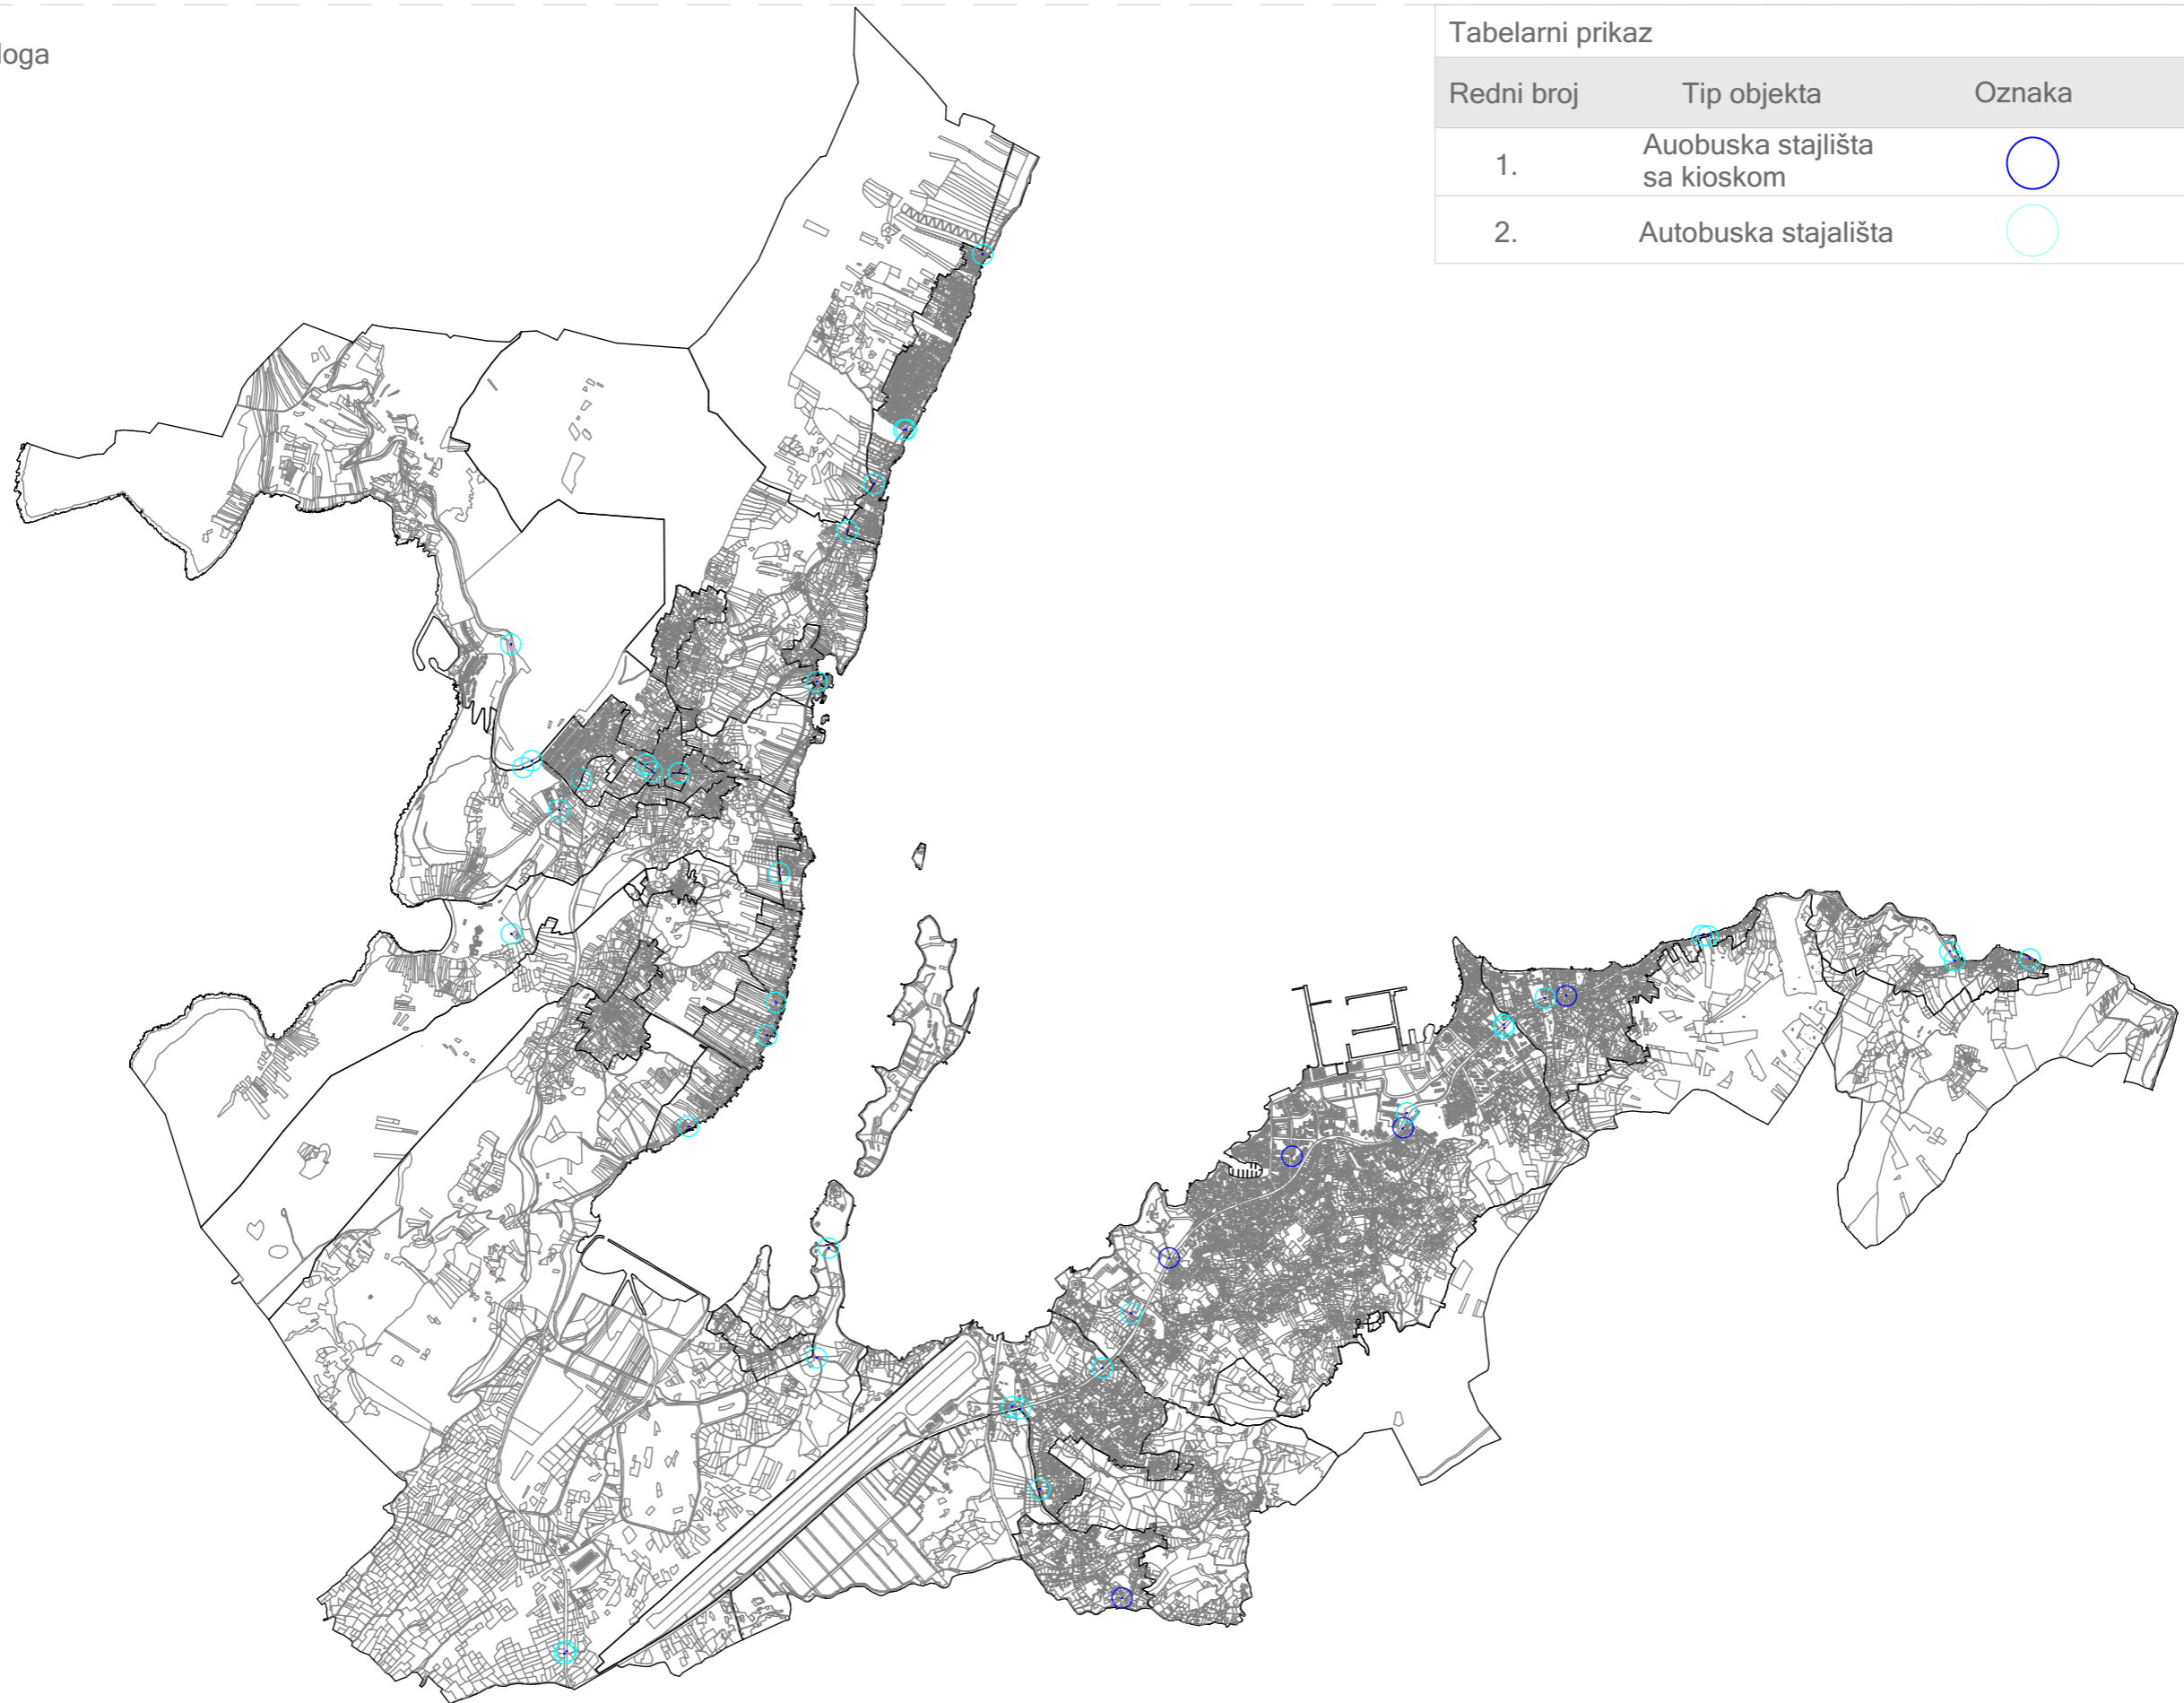 loga
Tabelarni prikaz
Redni broj Tip objekta Oznaka
1. Auobuska stajlišta
sa kioskom
2. Autobuska stajališta